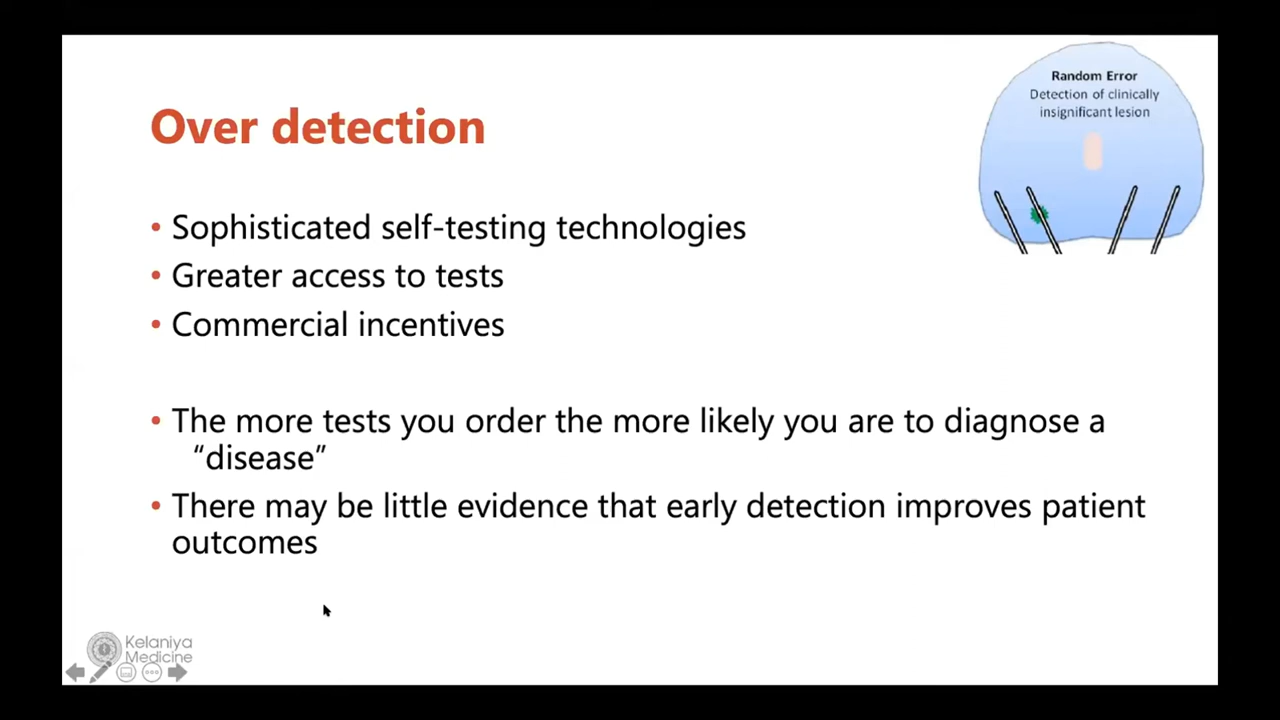 Random Error
Detection of clinically
insignificant lesion
Over detection
• Sophisticated self-testing technologies
• Greater access to tests
• Commercial incentives
• The more tests you order the more likely you are to diagnose a
“disease”
• There may be little evidence that early detection improves patient
outcomes
Kelaniya
Medicine